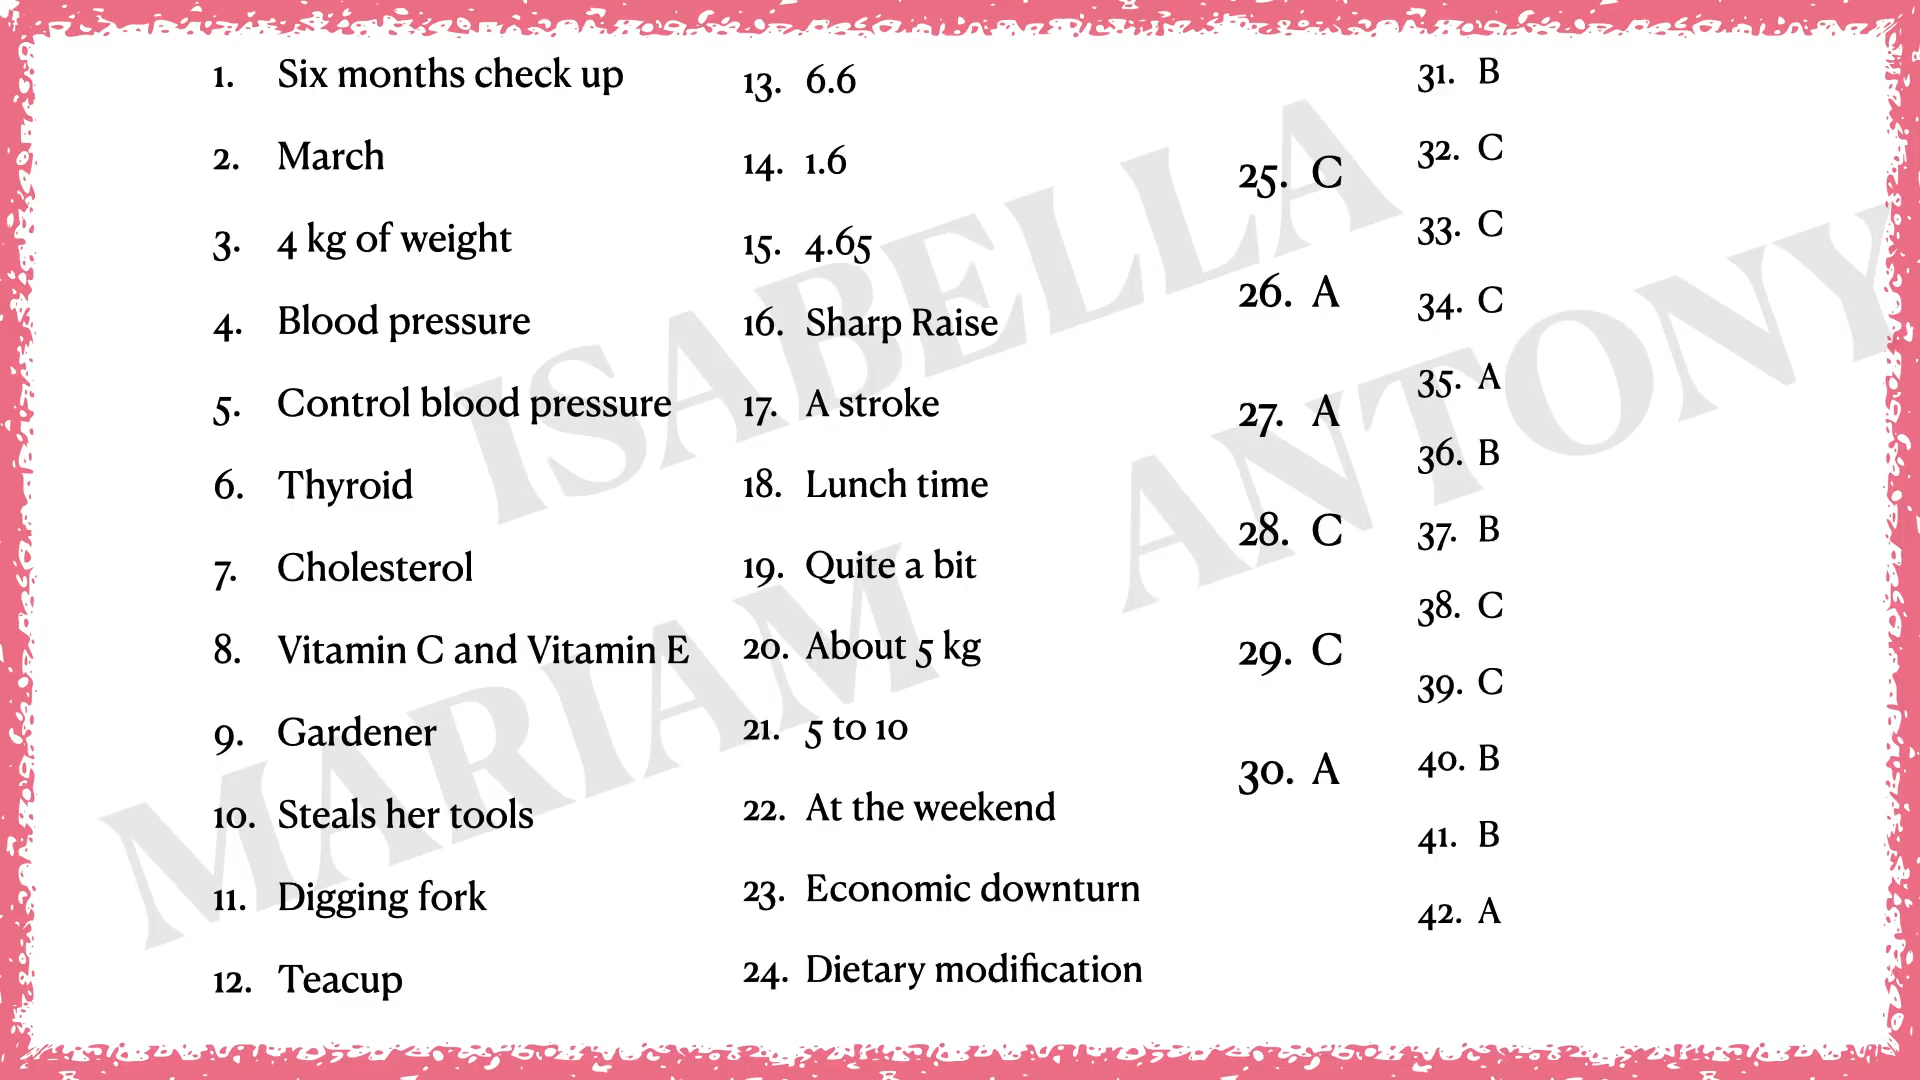 1. Six months check up
2. March
3. 4 kg of weight
4. Blood pressure
5. Control blood pressure
6. Thyroid
7. Cholesterol
8. Vitamin C and Vitamin E
9. Gardener
10. Steals her tools
11. Digging fork
12. Teacup
13. 6.6
14. 1.6
15. 4.65
16. Sharp Raise
17. A stroke
18. Lunch time
19. Quite a bit
20. About 5 kg
21. 5 to 10
22. At the weekend
23. Economic downturn
24. Dietary modification
25. C
26. A
27. A
28. C
29. C
30. A
31. B
32. C
33. C
34. C
35. A
36. B
37. B
38. C
39. C
40. B
41. B
42. A
ISABELLA
MARIAM ANTONY